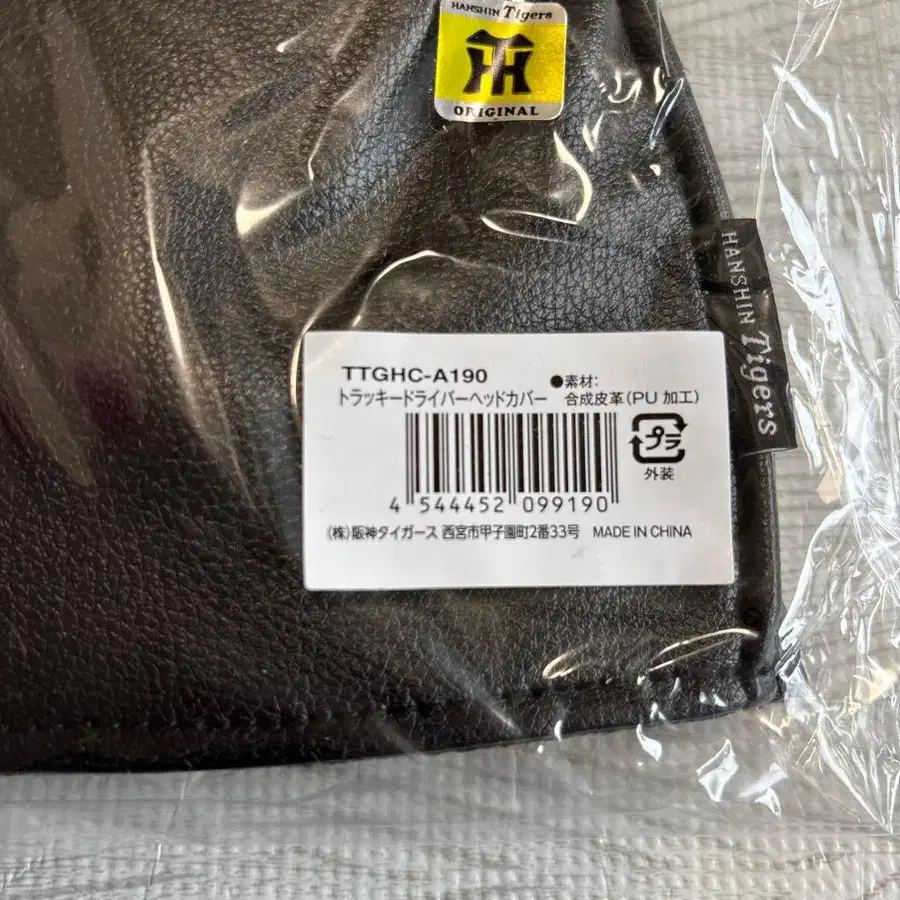 HANSHIN Tigers
TH
ORIGINAL
HANSHIN Tigers
TTGHC-A190
トラッキードライバーヘッドカバー
●素材:
合成皮革(PU 加工)
プラ
外装
4 544452 099190
(株)阪神タイガース 西宮市甲子園町2番33号 MADE IN CHINA